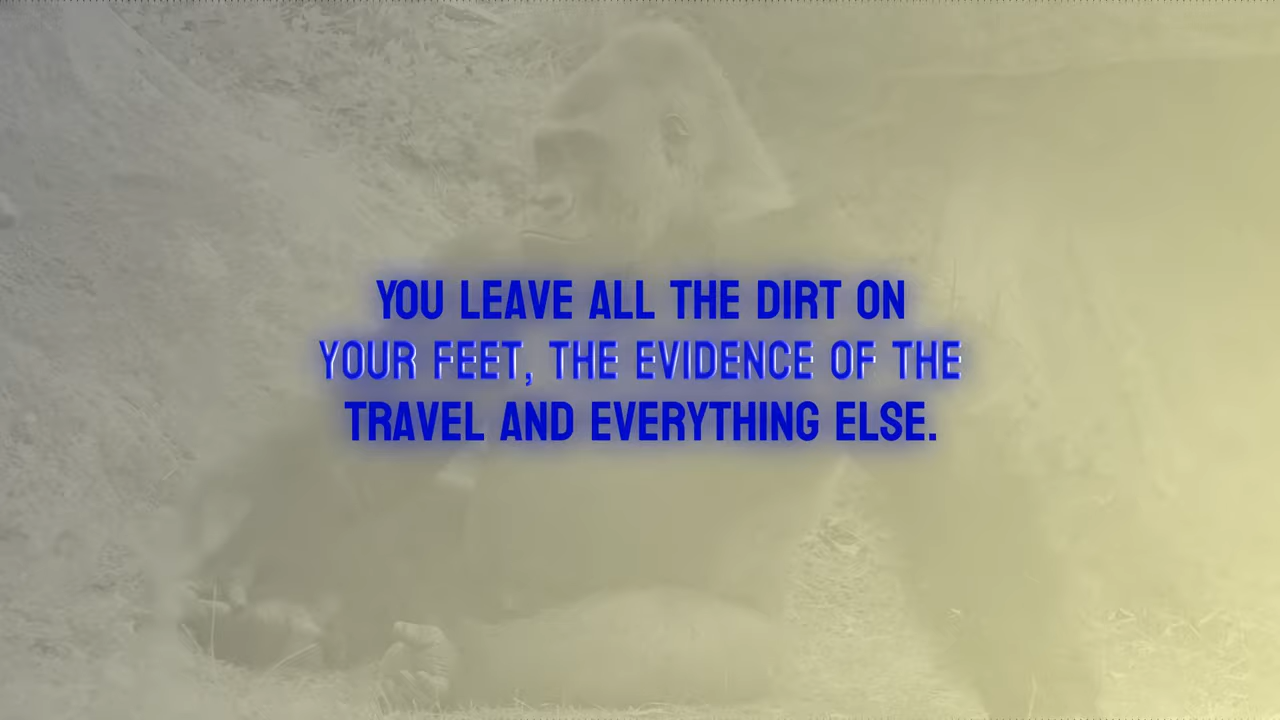 YOU LEAVE ALL THE DIRT ON
YOUR FEET, THE EVIDENCE OF THE
TRAVEL AND EVERYTHING ELSE.